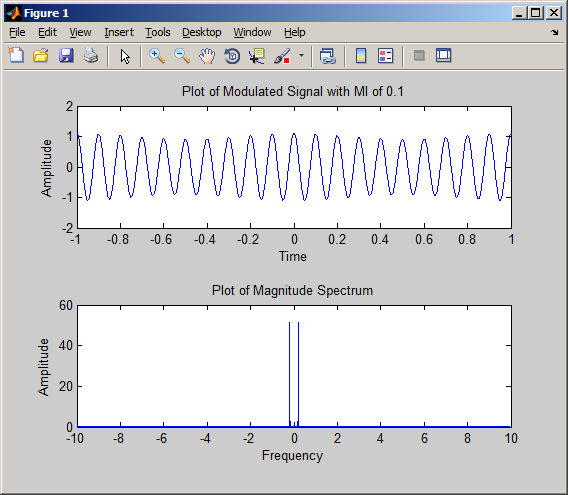 Figure 1
File Edit View Insert Tools Desktop Window Help
Plot of Modulated Signal with MI of 0.1
2
1
0
-1
-2
Amplitude
-1 -0.8 -0.6 -0.4 -0.2 0 0.2 0.4 0.6 0.8 1
Time
Plot of Magnitude Spectrum
60
40
20
0
Amplitude
-10 -8 -6 -4 -2 0 2 4 6 8 10
Frequency